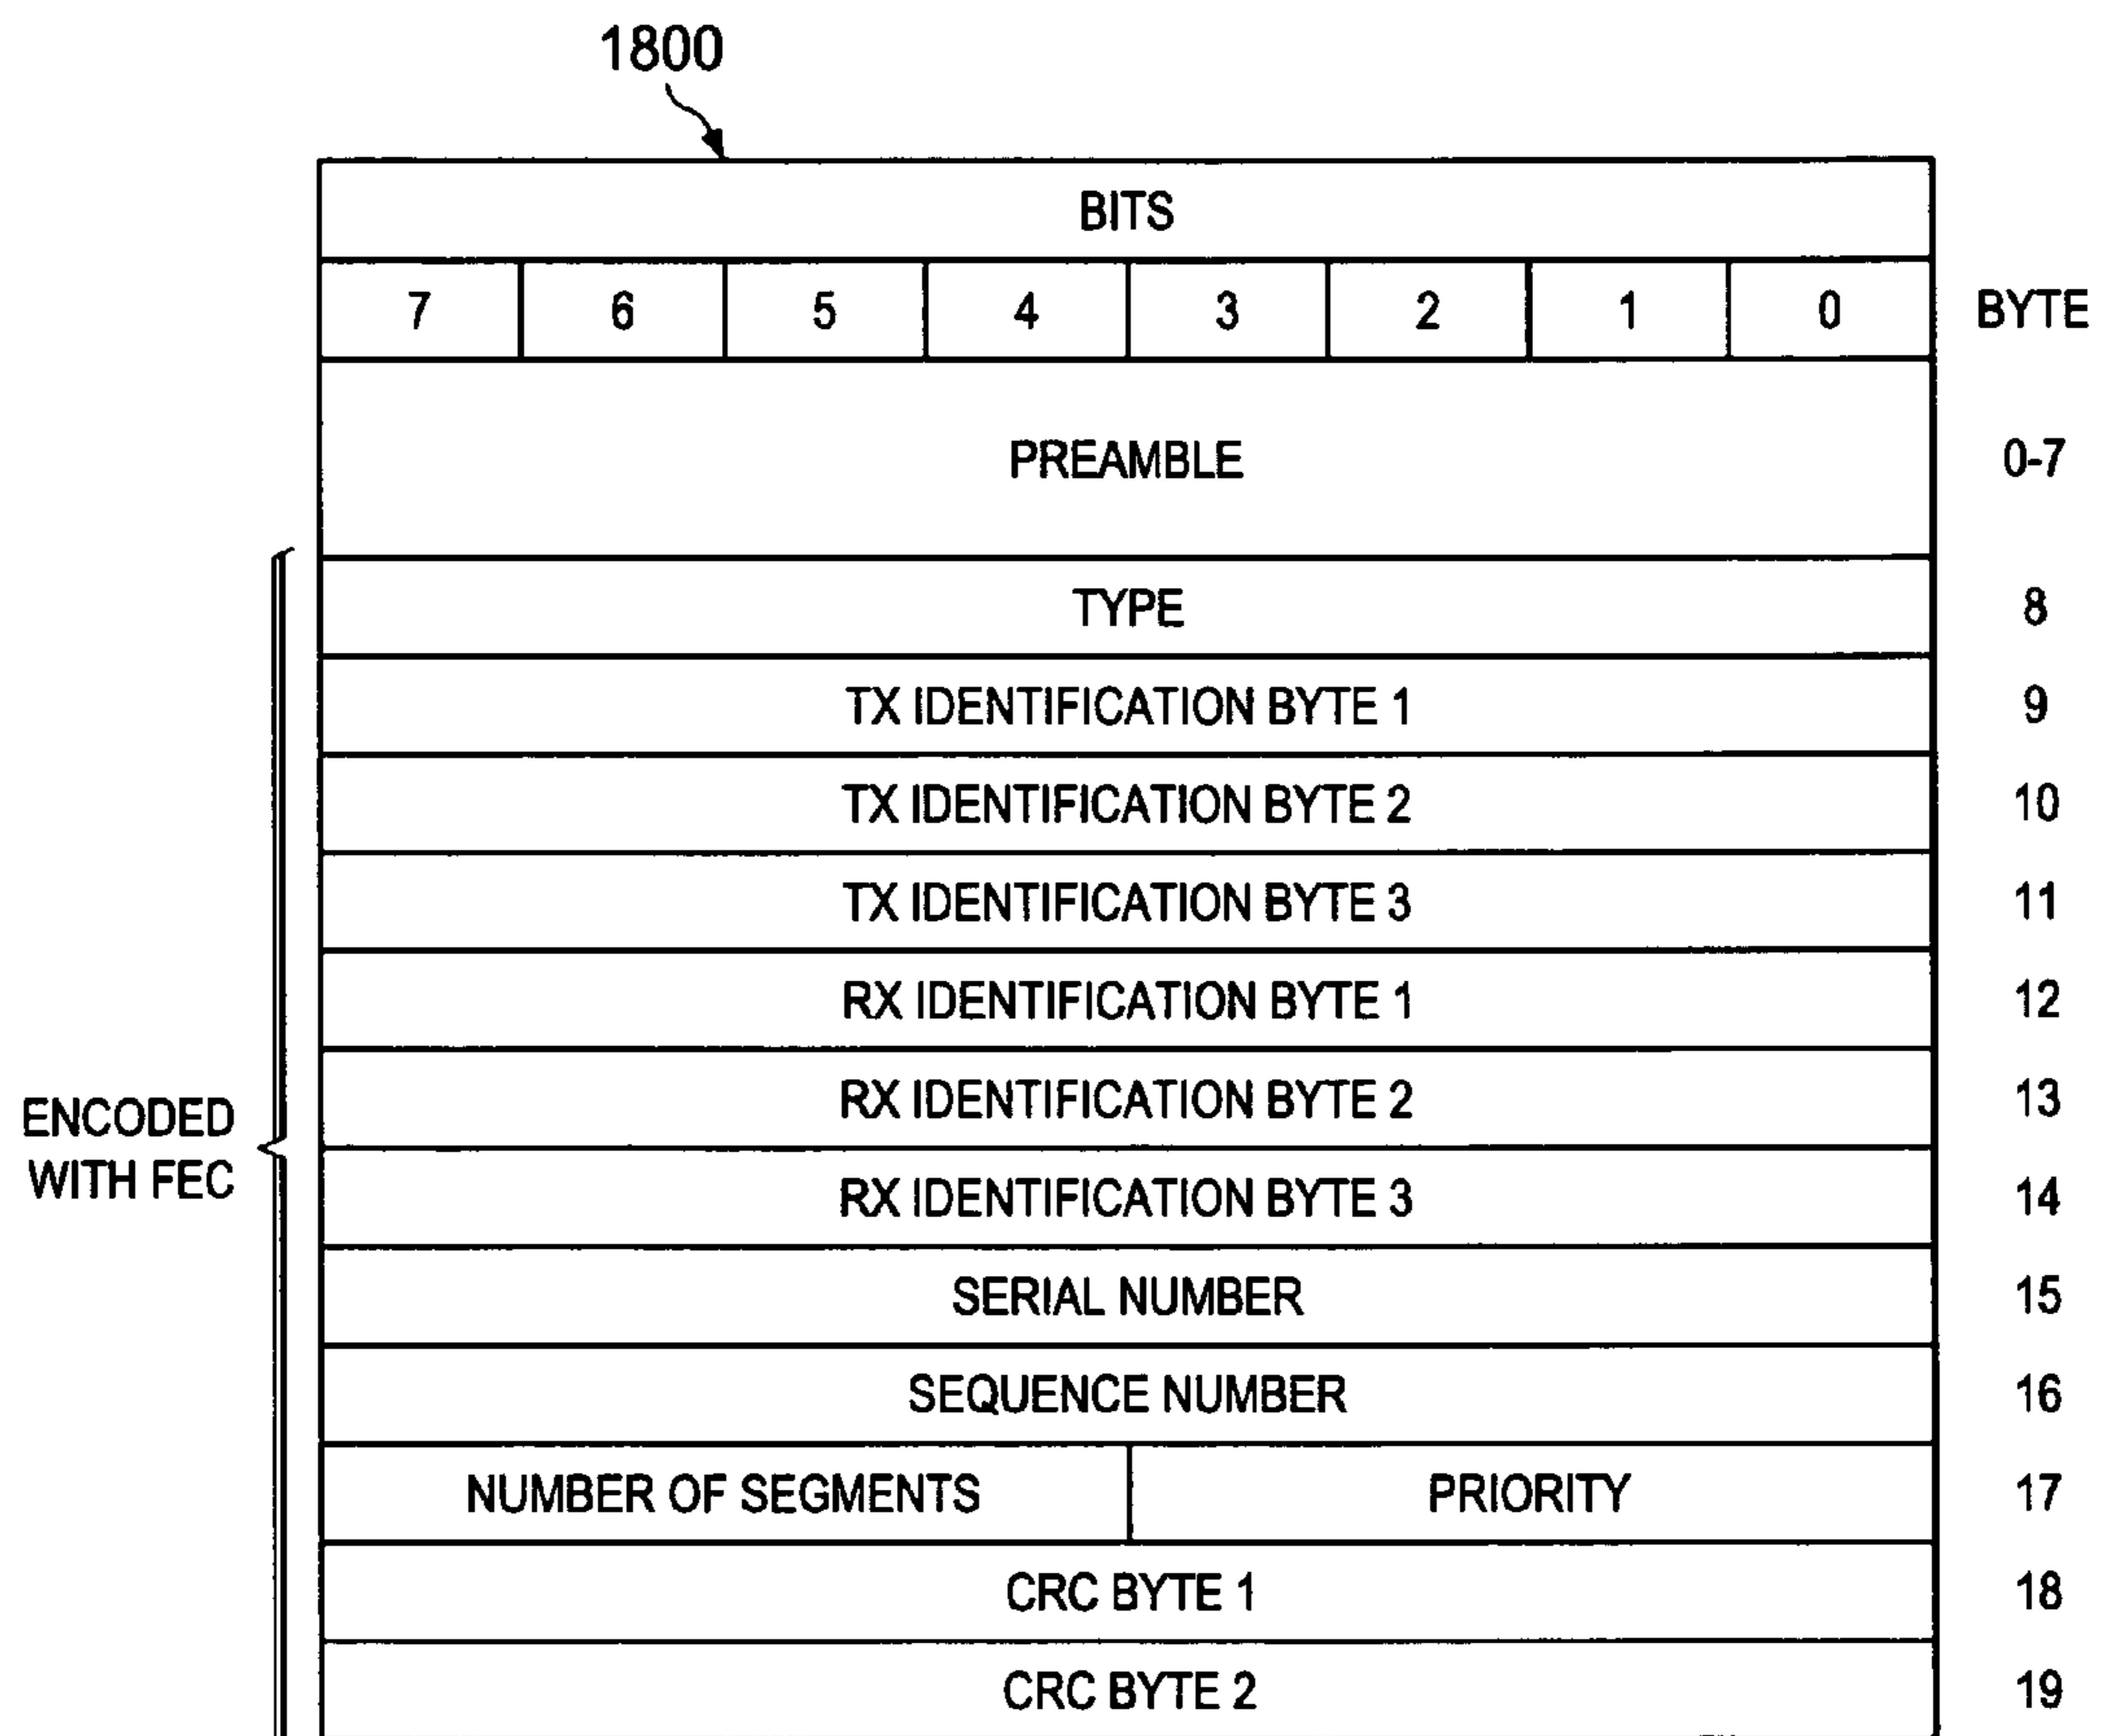 1800
BITS
7 6 5 4 3 2 1 0 BYTE
PREAMBLE 0-7
TYPE 8
TX IDENTIFICATION BYTE 1 9
TX IDENTIFICATION BYTE 2 10
TX IDENTIFICATION BYTE 3 11
RX IDENTIFICATION BYTE 1 12
RX IDENTIFICATION BYTE 2 13
ENCODED
WITH FEC
RX IDENTIFICATION BYTE 3 14
SERIAL NUMBER 15
SEQUENCE NUMBER 16
NUMBER OF SEGMENTS PRIORITY 17
CRC BYTE 1 18
CRC BYTE 2 19